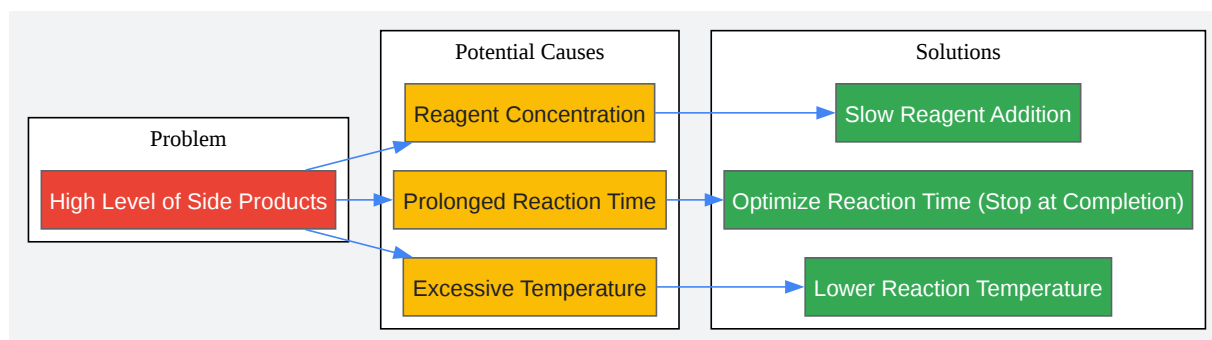 Problem
High Level of Side Products
Potential Causes
Reagent Concentration
Prolonged Reaction Time
Excessive Temperature
Solutions
Slow Reagent Addition
Optimize Reaction Time (Stop at Completion)
Lower Reaction Temperature